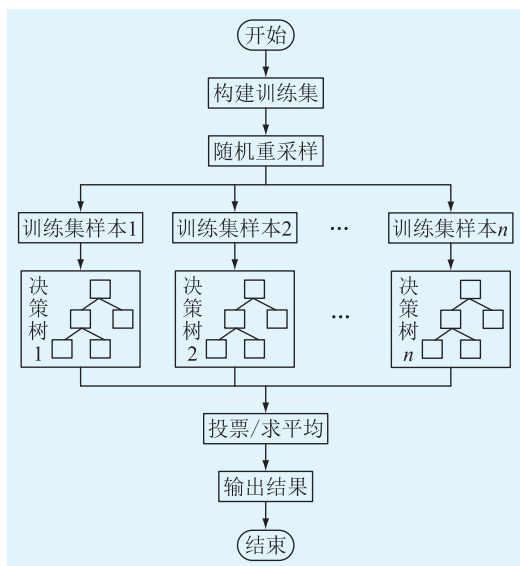 开始
构建训练集
随机重采样
训练集样本1
训练集样本2
...
训练集样本n
决策树1
决策树2
...
决策树n
投票/求平均
输出结果
结束